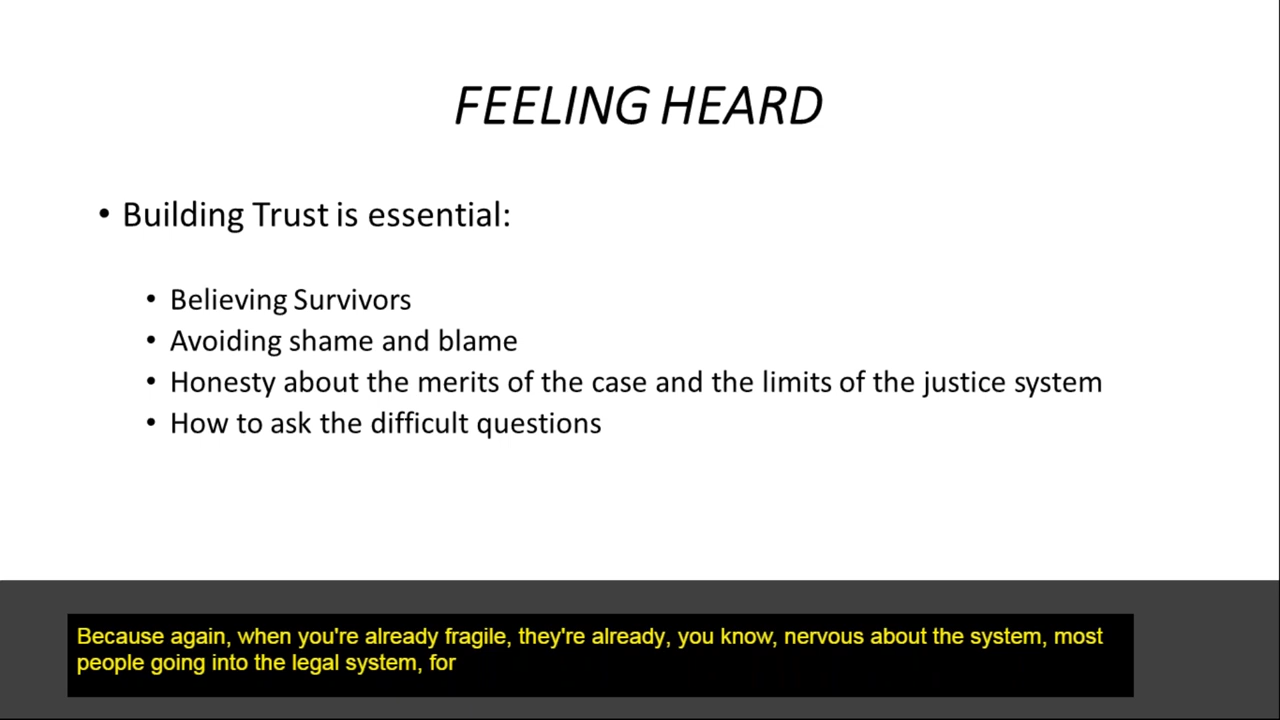 FEELING HEARD
• Building Trust is essential:
• Believing Survivors
• Avoiding shame and blame
• Honesty about the merits of the case and the limits of the justice system
• How to ask the difficult questions
Because again, when you're already fragile, they're already, you know, nervous about the system, most
people going into the legal system, for